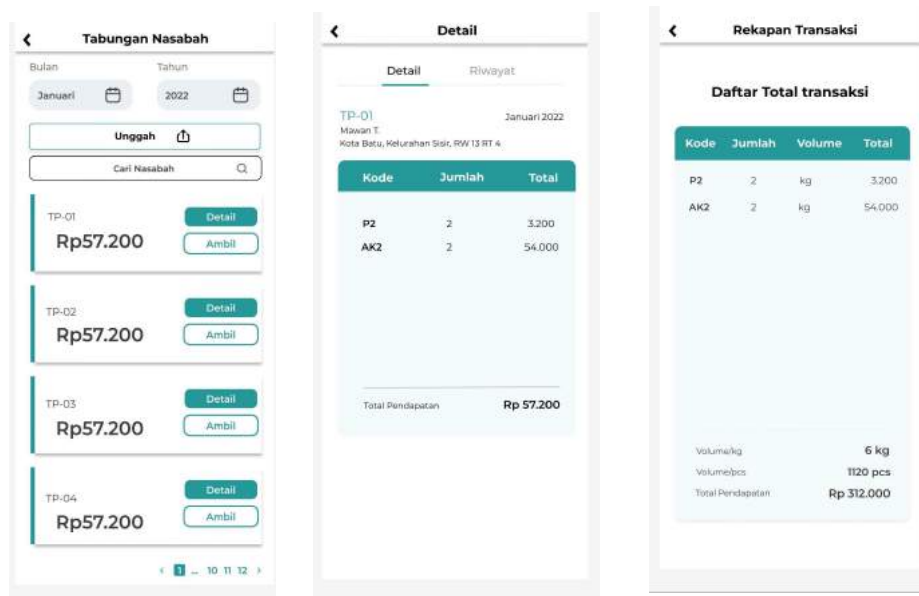 Tabungan Nasabah
Bulan Tahun
Januari 2022
Unggah
Cari Nasabah
TP-01
Rp57.200
Detail
Ambil
TP-02
Rp57.200
Detail
Ambil
TP-03
Rp57.200
Detail
Ambil
TP-04
Rp57.200
Detail
Ambil
< 1 ... 10 11 12 >
Detail
Detail Riwayat
TP-01 Januari 2022
Mawan T.
Kota Batu, Kelurahan Sisir, RW 13 RT 4
Kode Jumlah Total
P2 2 3.200
AK2 2 54.000
Total Pendapatan Rp 57.200
Rekapan Transaksi
Daftar Total transaksi
Kode Jumlah Volume Total
P2 2 kg 3.200
AK2 2 kg 54.000
Volume/kg 6 kg
Volume/pcs 1120 pcs
Total Pendapatan Rp 312.000